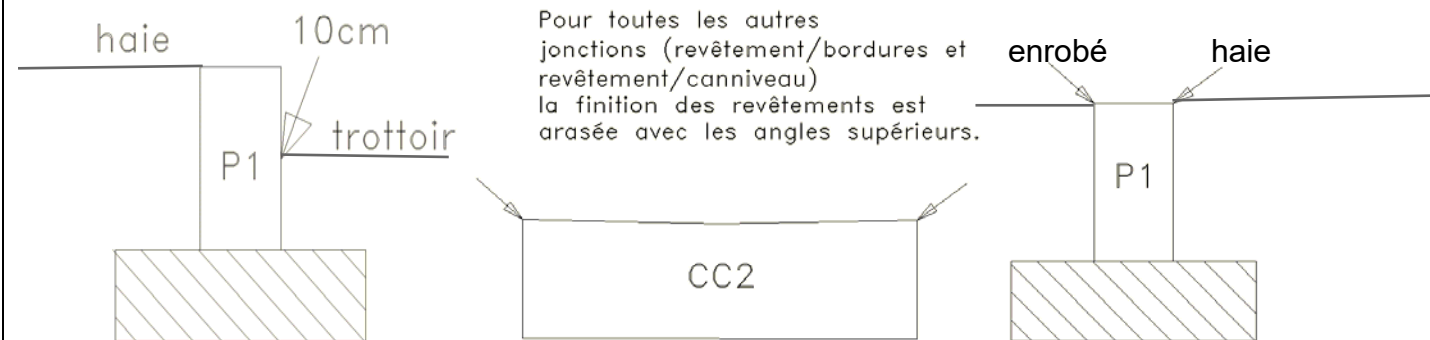 haie
10cm
trottoir
P1
Pour toutes les autres
jonctions (revêtement/bordures et
revêtement/canniveau)
la finition des revêtements est
arasée avec les angles supérieurs.
CC2
enrobé
haie
P1